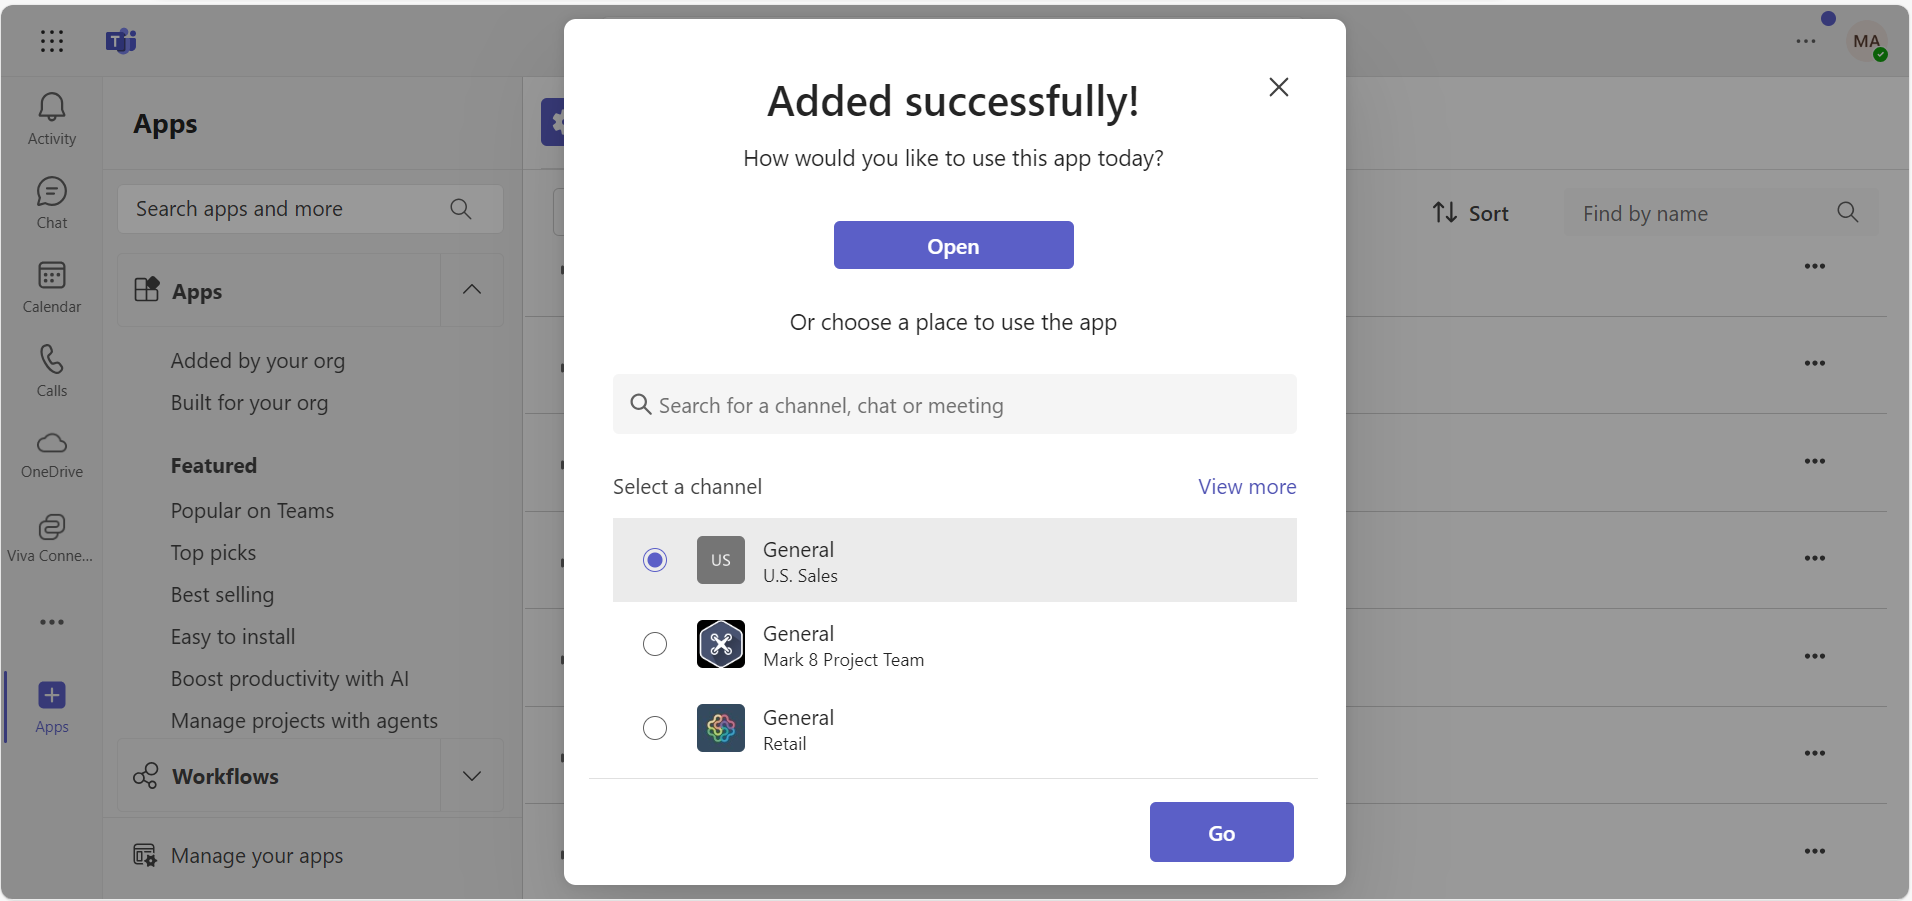 MA
Activity
Chat
Calendar
Calls
OneDrive
Viva Conne...
Apps
Apps
Search apps and more
Apps
Added by your org
Built for your org
Featured
Popular on Teams
Top picks
Best selling
Easy to install
Boost productivity with AI
Manage projects with agents
Workflows
Manage your apps
Added successfully!
How would you like to use this app today?
Open
Or choose a place to use the app
Search for a channel, chat or meeting
Select a channel
View more
US
General
U.S. Sales
General
Mark 8 Project Team
General
Retail
Go
Sort
Find by name